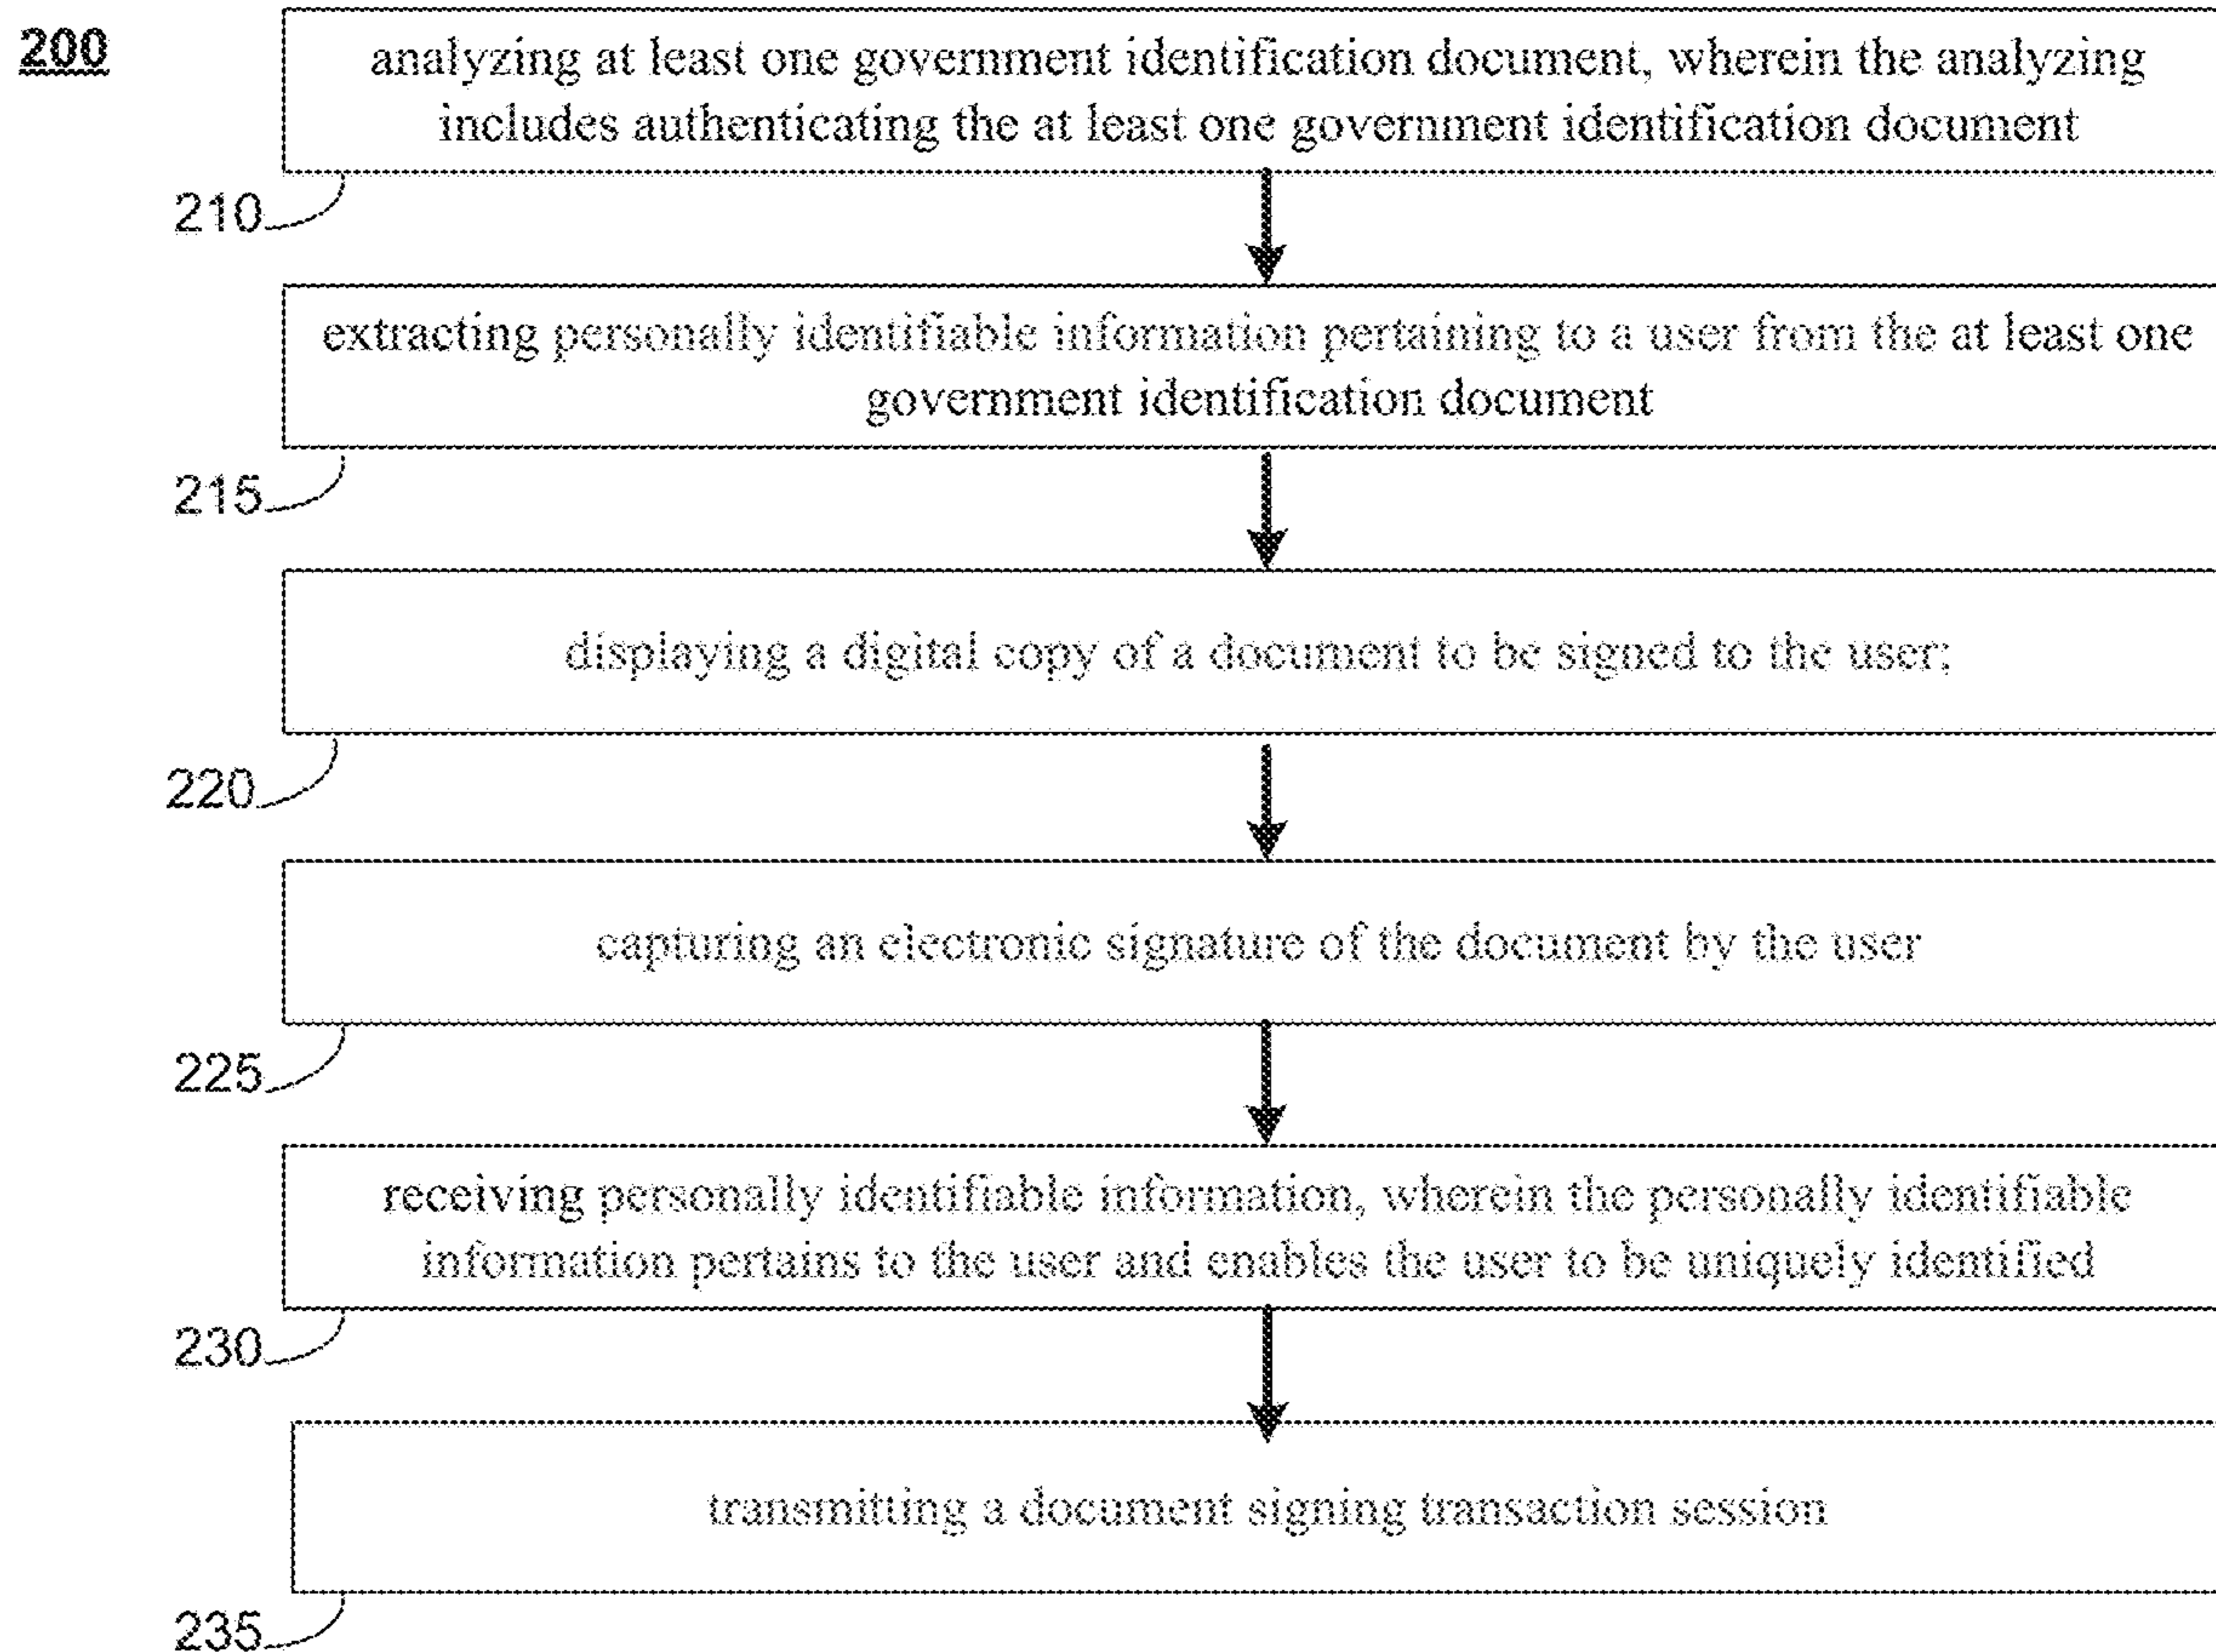 200
analyzing at least one government identification document, wherein the analyzing
includes authenticating the at least one government identification document
210
extracting personally identifiable information pertaining to a user from the at least one
government identification document
215
displaying a digital copy of a document to be signed to the user;
220
capturing an electronic signature of the document by the user
225
receiving personally identifiable information, wherein the personally identifiable
information pertains to the user and enables the user to be uniquely identified
230
transmitting a document signing transaction session
235